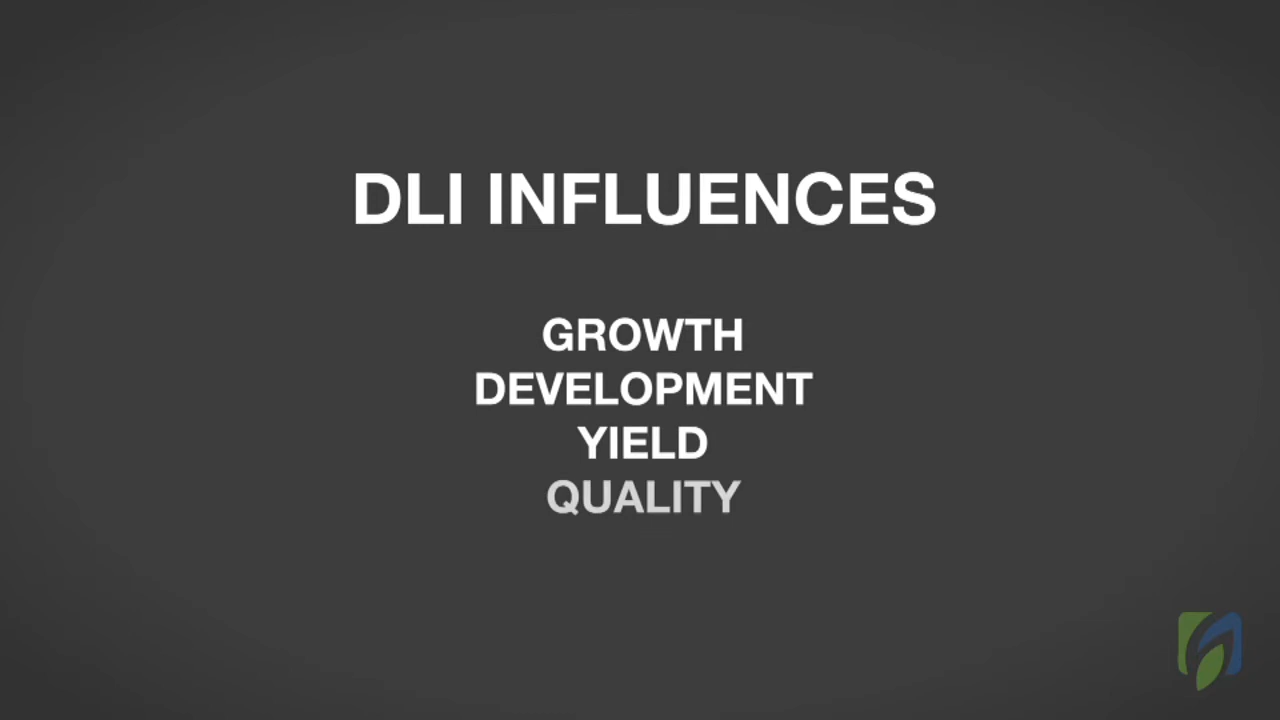 DLI INFLUENCES
GROWTH
DEVELOPMENT
YIELD
QUALITY